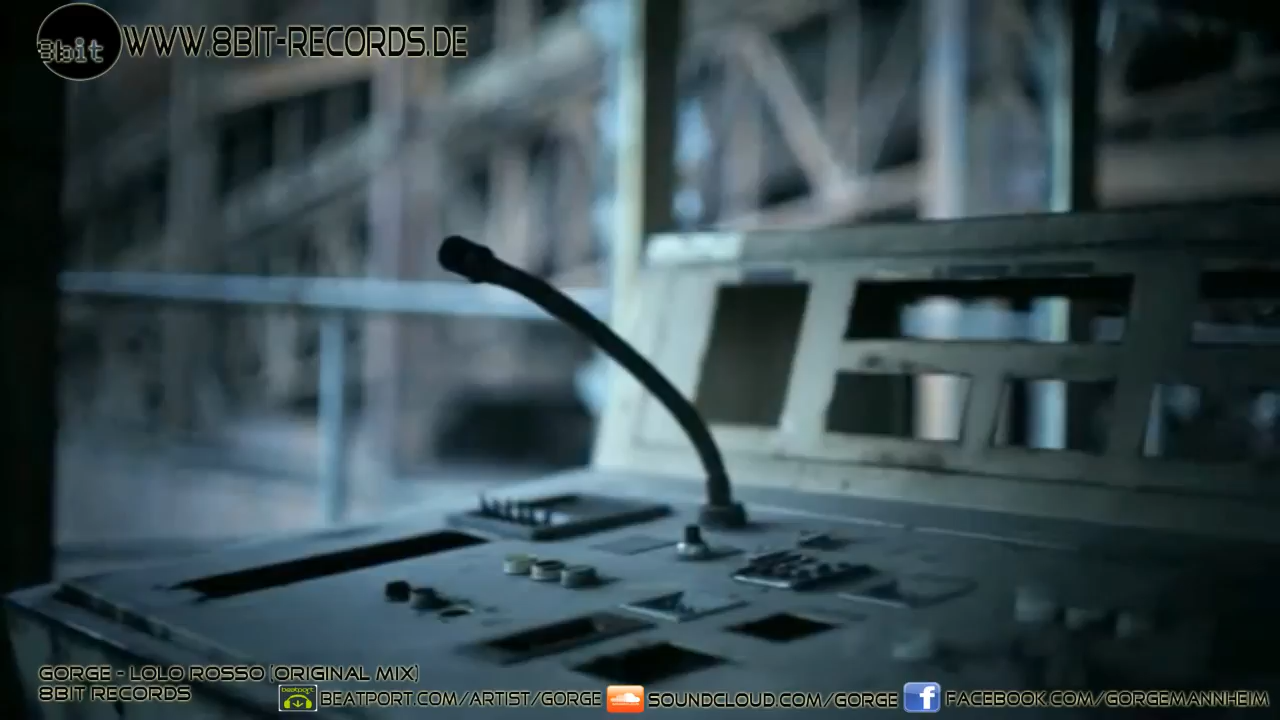 8bit WWW.8BIT-RECORDS.DE
GORGE - LOLO ROSSO [ORIGINAL MIX]
8BIT RECORDS
beatport BEATPORT.COM/ARTIST/GORGE SOUNDCLOUD.COM/GORGE f FACEBOOK.COM/GORGEMANNHEIM